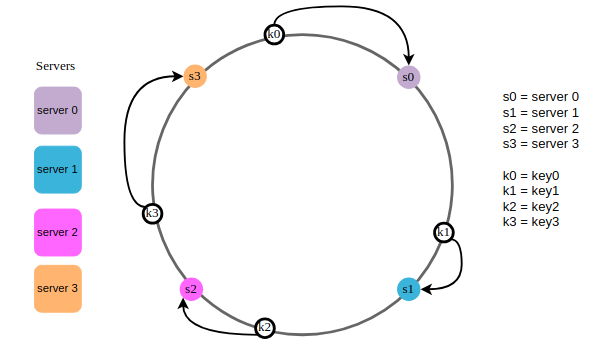 Servers
server 0
server 1
server 2
server 3
k0
s0
s3
k3
k1
s2
s1
k2
s0 = server 0
s1 = server 1
s2 = server 2
s3 = server 3
k0 = key0
k1 = key1
k2 = key2
k3 = key3